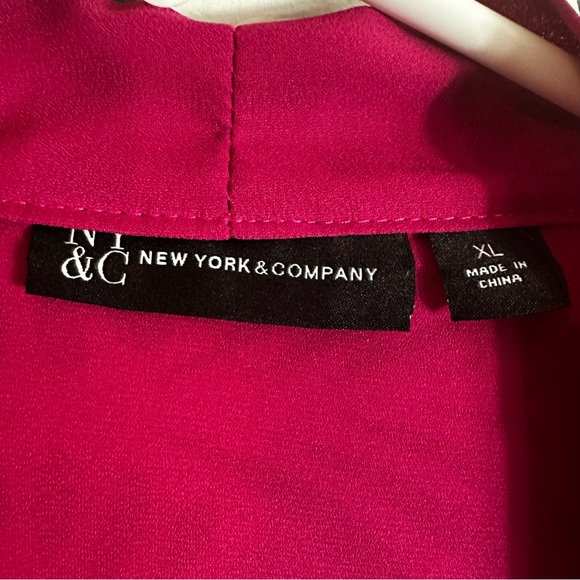 NY
&C NEW YORK & COMPANY
XL
MADE IN
CHINA